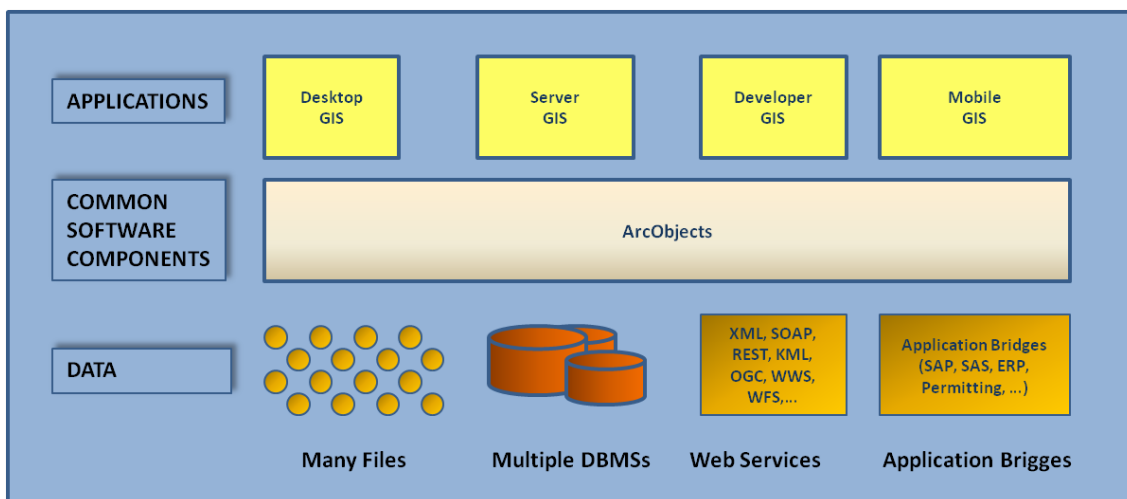 APPLICATIONS
Desktop
GIS
Server
GIS
Developer
GIS
Mobile
GIS
COMMON
SOFTWARE
COMPONENTS
ArcObjects
DATA
XML, SOAP,
REST, KML,
OGC, WWS,
WFS,...
Application Bridges
(SAP, SAS, ERP,
Permitting, ...)
Many Files
Multiple DBMSs
Web Services
Application Brigges